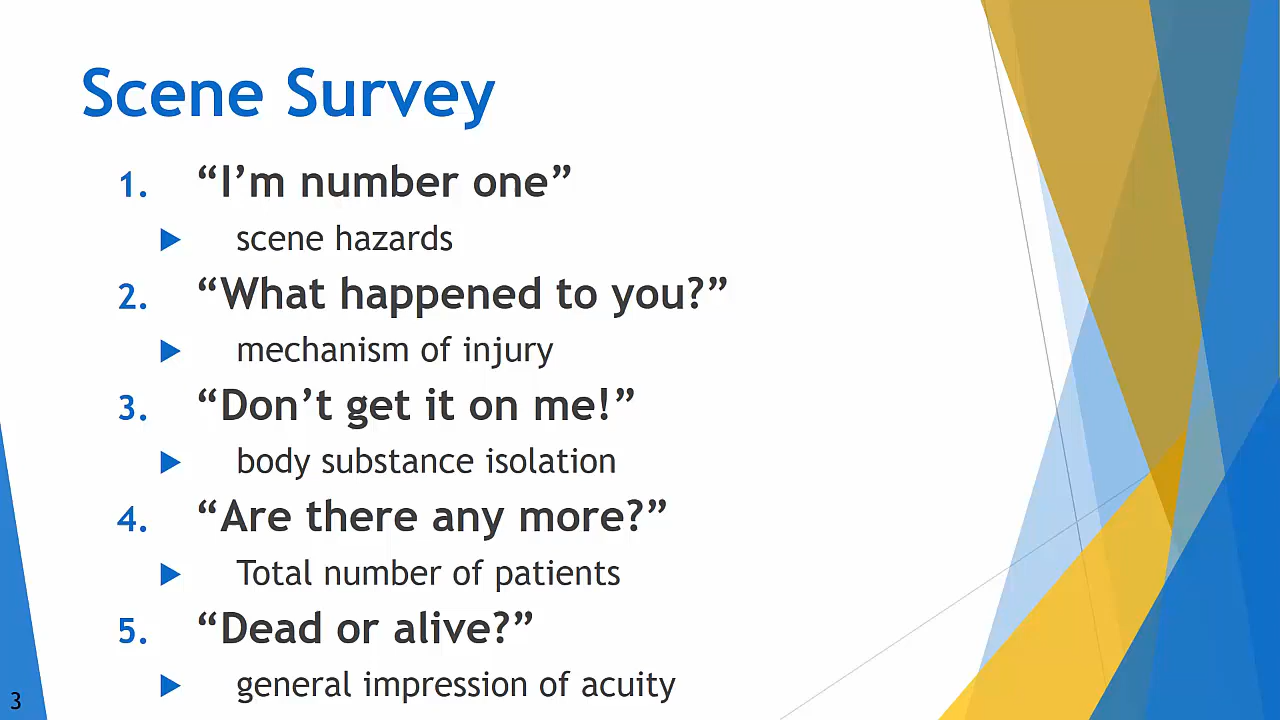 Scene Survey
1. “I’m number one”
scene hazards
2. “What happened to you?”
mechanism of injury
3. “Don’t get it on me!”
body substance isolation
4. “Are there any more?”
Total number of patients
5. “Dead or alive?”
general impression of acuity
3